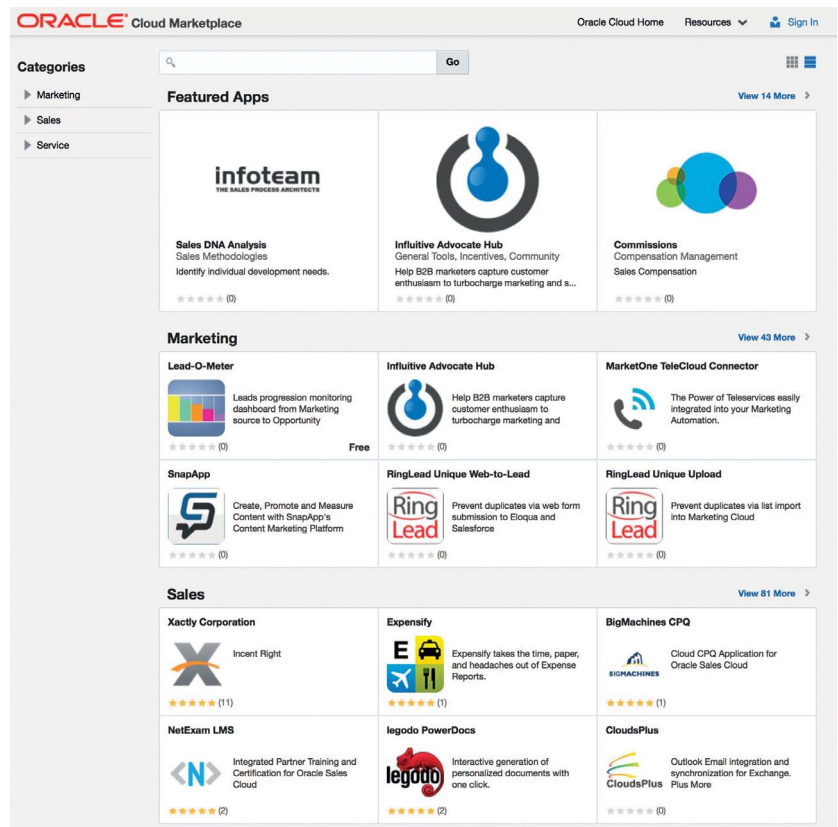 ORACLE Cloud Marketplace
Oracle Cloud Home Resources Sign In
Categories
Marketing
Sales
Service
Go
Featured Apps
View 14 More
infoteam
THE SALES PROCESS ARCHITECTS
Sales DNA Analysis
Sales Methodologies
Identify individual development needs.
(0)
Influitive Advocate Hub
General Tools, Incentives, Community
Help B2B marketers capture customer
enthusiasm to turbocharge marketing and s...
(0)
Commissions
Compensation Management
Sales Compensation
(0)
Marketing
View 43 More
Lead-O-Meter
Leads progression monitoring
dashboard from Marketing
source to Opportunity
(0)
Free
Influitive Advocate Hub
Help B2B marketers capture
customer enthusiasm to
turbocharge marketing and
(0)
MarketOne TeleCloud Connector
The Power of Teleservices easily
integrated into your Marketing
Automation.
(0)
SnapApp
Create, Promote and Measure
Content with SnapApp's
Content Marketing Platform
(0)
RingLead Unique Web-to-Lead
Ring
Lead
Prevent duplicates via web form
submission to Eloqua and
Salesforce
(0)
RingLead Unique Upload
Ring
Lead
Prevent duplicates via list import
into Marketing Cloud
(0)
Sales
View 81 More
Xactly Corporation
X
Incent Right
(11)
Expensify
E
Expensify takes the time, paper,
and headaches out of Expense
Reports.
(1)
BigMachines CPQ
BIGMACHINES
Cloud CPQ Application for
Oracle Sales Cloud
(1)
NetExam LMS
<N>
Integrated Partner Training and
Certification for Oracle Sales
Cloud
(2)
legodo PowerDocs
legodo
Interactive generation of
personalized documents with
one click.
(2)
CloudsPlus
CloudsPlus
Outlook Email integration and
synchronization for Exchange.
Plus More
(0)